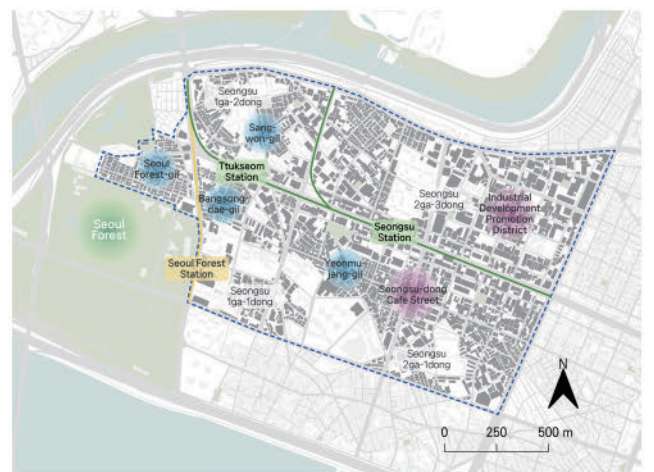 Seongsu
1ga-2dong
Sang-
won-gil
Seoul
Forest-gil
Ttukseom
Station
Bangsong-
dae-gil
Seongsu
2ga-3dong
Industrial
Development
Promotion
District
Seoul
Forest
Seongsu
Station
Seoul Forest
Station
Yeonmu-
jang-gil
Seongsu-dong
Cafe Street
Seongsu
1ga-1dong
Seongsu
2ga-1dong
N
0 250 500 m